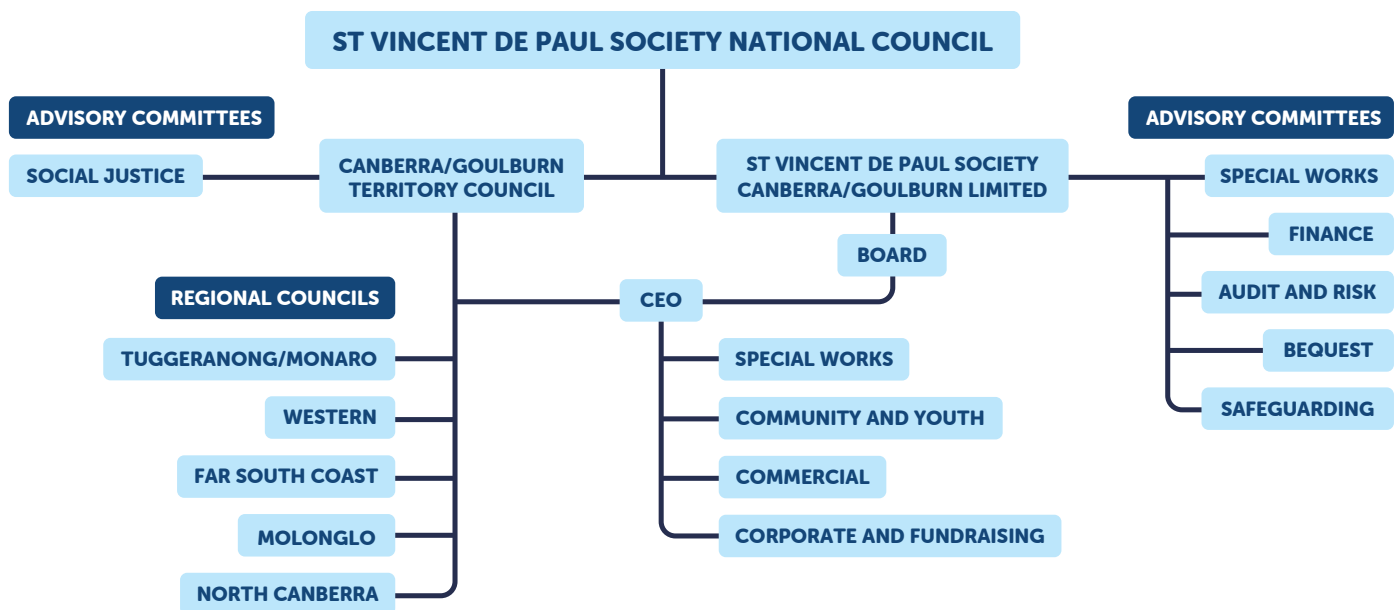 ST VINCENT DE PAUL SOCIETY NATIONAL COUNCIL
ADVISORY COMMITTEES
SOCIAL JUSTICE
CANBERRA/GOULBURN
TERRITORY COUNCIL
ST VINCENT DE PAUL SOCIETY
CANBERRA/GOULBURN LIMITED
ADVISORY COMMITTEES
SPECIAL WORKS
FINANCE
AUDIT AND RISK
BEQUEST
SAFEGUARDING
BOARD
CEO
REGIONAL COUNCILS
TUGGERANONG/MONARO
WESTERN
FAR SOUTH COAST
MOLONGLO
NORTH CANBERRA
SPECIAL WORKS
COMMUNITY AND YOUTH
COMMERCIAL
CORPORATE AND FUNDRAISING